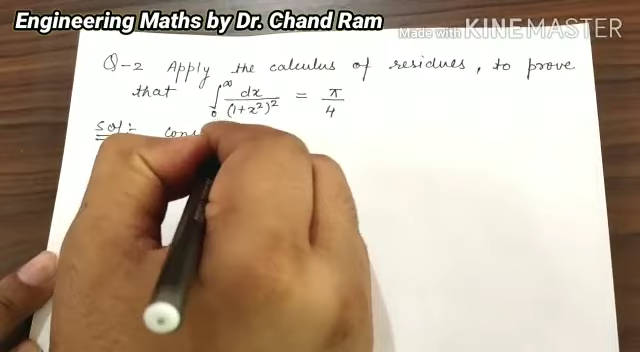 Engineering Maths by Dr. Chand Ram
Made with KINEMASTER
Q-2 Apply the calculus of residues, to prove
that ∫₀^∞ dx/(1+x²)² = π/4
Sol:- Cons